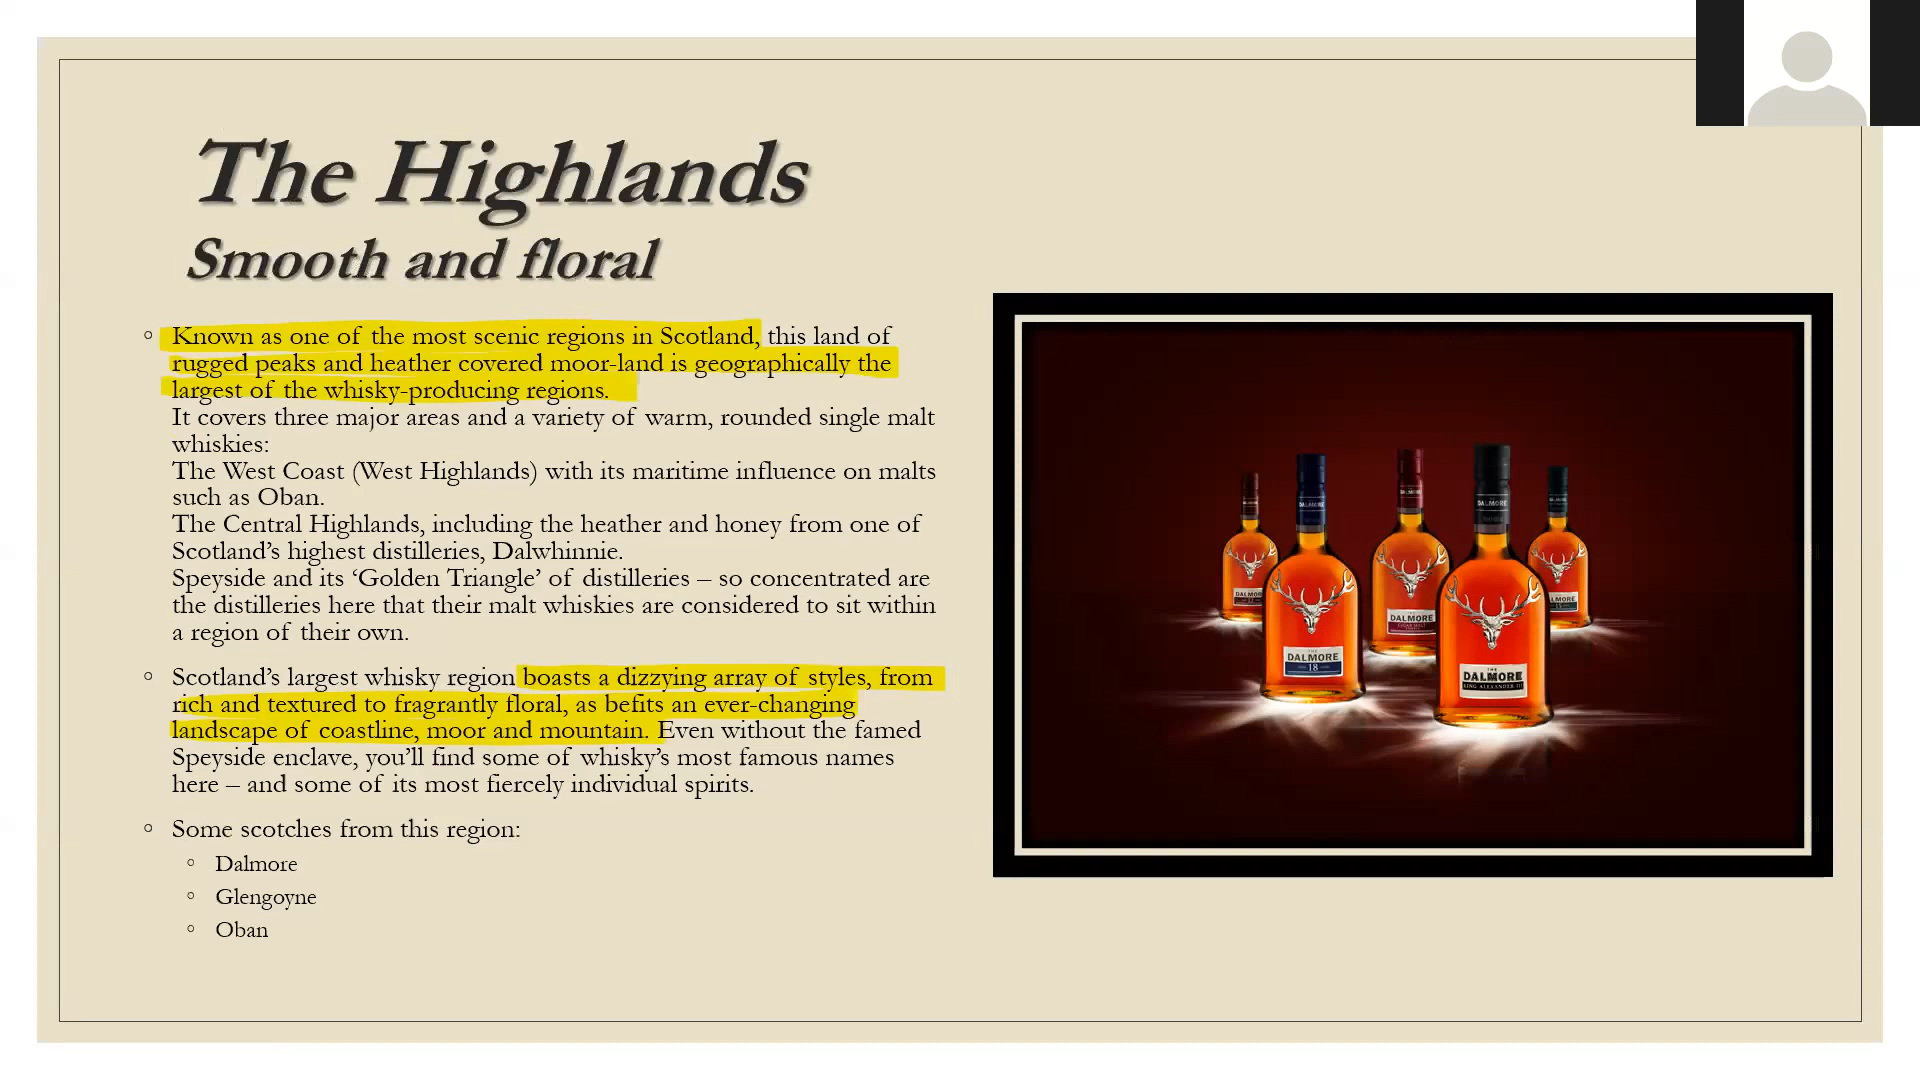 The Highlands
Smooth and floral
◦ Known as one of the most scenic regions in Scotland, this land of
rugged peaks and heather covered moor-land is geographically the
largest of the whisky-producing regions.
It covers three major areas and a variety of warm, rounded single malt
whiskies:
The West Coast (West Highlands) with its maritime influence on malts
such as Oban.
The Central Highlands, including the heather and honey from one of
Scotland’s highest distilleries, Dalwhinnie.
Speyside and its ‘Golden Triangle’ of distilleries – so concentrated are
the distilleries here that their malt whiskies are considered to sit within
a region of their own.
◦ Scotland’s largest whisky region boasts a dizzying array of styles, from
rich and textured to fragrantly floral, as befits an ever-changing
landscape of coastline, moor and mountain. Even without the famed
Speyside enclave, you’ll find some of whisky’s most famous names
here – and some of its most fiercely individual spirits.
◦ Some scotches from this region:
◦ Dalmore
◦ Glengoyne
◦ Oban
DALMORE
DALMORE
THE
DALMORE
18
DALMORE
CIGAR MALT
DALMORE
THE
DALMORE
KING ALEXANDER III